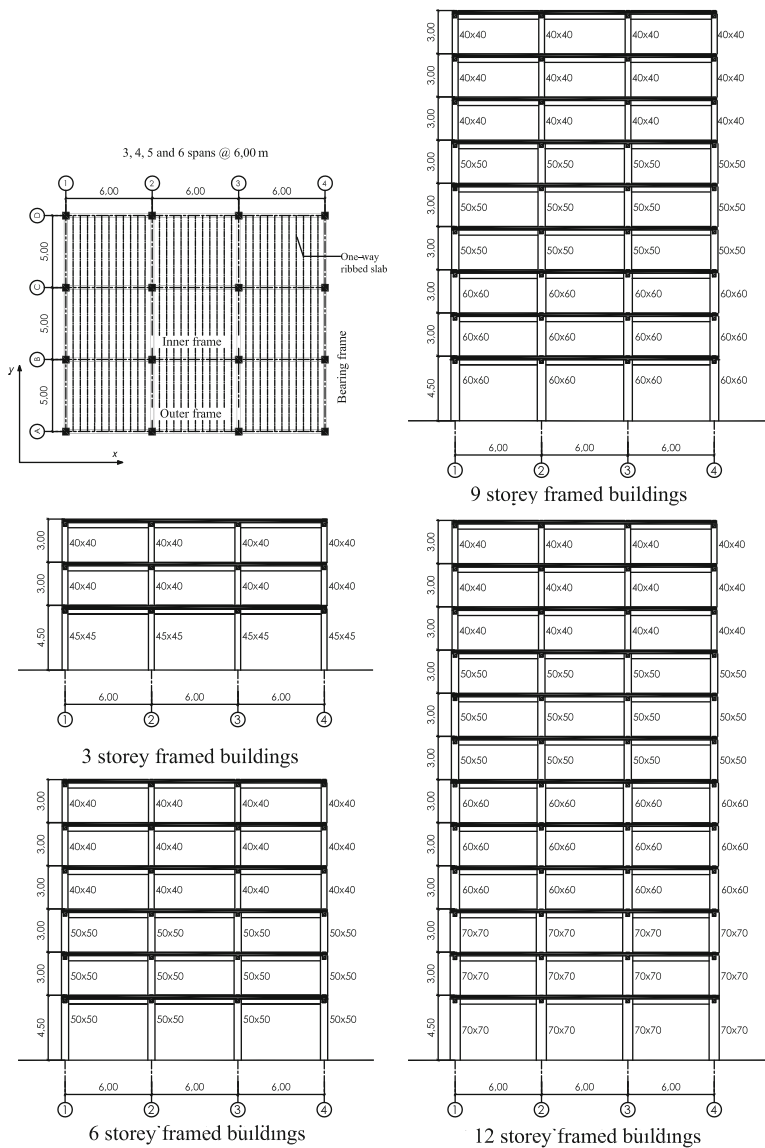 3, 4, 5 and 6 spans @ 6,00 m
1 2 3 4
6.00 6.00 6.00
D
5.00
C
5.00
B
5.00
A
One-way
ribbed slab
Inner frame
Outer frame
Bearing frame
y
x
3.00 40x40 40x40 40x40 40x40
3.00 40x40 40x40 40x40 40x40
4.50 45x45 45x45 45x45 45x45
6.00 6.00 6.00
1 2 3 4
3 storey framed buildings
3.00 40x40 40x40 40x40 40x40
3.00 40x40 40x40 40x40 40x40
3.00 40x40 40x40 40x40 40x40
3.00 50x50 50x50 50x50 50x50
3.00 50x50 50x50 50x50 50x50
4.50 50x50 50x50 50x50 50x50
6.00 6.00 6.00
1 2 3 4
6 storey framed buildings
3.00 40x40 40x40 40x40 40x40
3.00 40x40 40x40 40x40 40x40
3.00 40x40 40x40 40x40 40x40
3.00 50x50 50x50 50x50 50x50
3.00 50x50 50x50 50x50 50x50
3.00 50x50 50x50 50x50 50x50
3.00 60x60 60x60 60x60 60x60
3.00 60x60 60x60 60x60 60x60
4.50 60x60 60x60 60x60 60x60
6.00 6.00 6.00
1 2 3 4
9 storey framed buildings
3.00 40x40 40x40 40x40 40x40
3.00 40x40 40x40 40x40 40x40
3.00 40x40 40x40 40x40 40x40
3.00 50x50 50x50 50x50 50x50
3.00 50x50 50x50 50x50 50x50
3.00 50x50 50x50 50x50 50x50
3.00 60x60 60x60 60x60 60x60
3.00 60x60 60x60 60x60 60x60
3.00 60x60 60x60 60x60 60x60
3.00 70x70 70x70 70x70 70x70
3.00 70x70 70x70 70x70 70x70
4.50 70x70 70x70 70x70 70x70
6.00 6.00 6.00
1 2 3 4
12 storey framed buildings